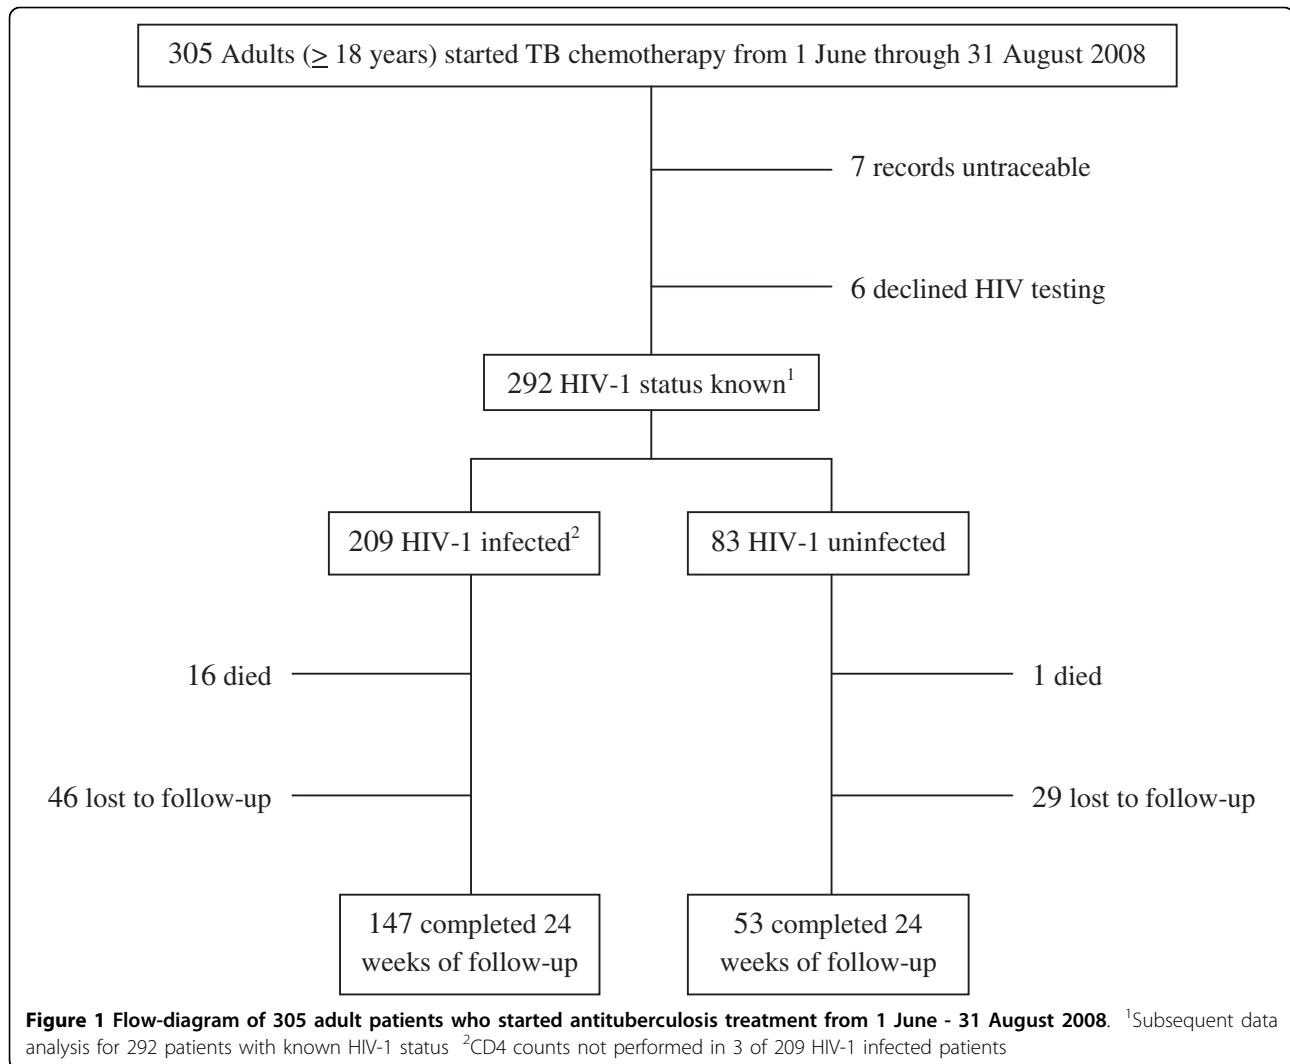 305 Adults (≥ 18 years) started TB chemotherapy from 1 June through 31 August 2008
7 records untraceable
6 declined HIV testing
292 HIV-1 status known¹
209 HIV-1 infected²
83 HIV-1 uninfected
16 died
1 died
46 lost to follow-up
29 lost to follow-up
147 completed 24
weeks of follow-up
53 completed 24
weeks of follow-up
Figure 1 Flow-diagram of 305 adult patients who started antituberculosis treatment from 1 June - 31 August 2008. ¹Subsequent data
analysis for 292 patients with known HIV-1 status ²CD4 counts not performed in 3 of 209 HIV-1 infected patients